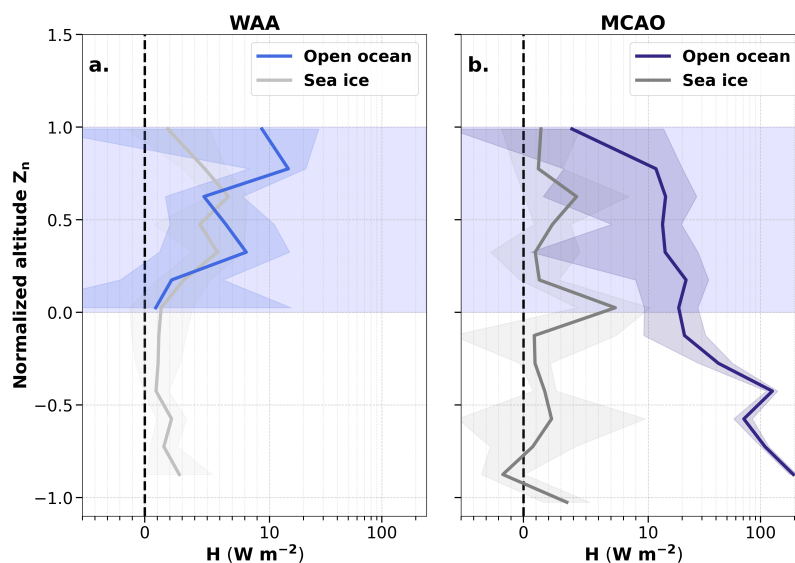 WAA
MCAO
a.
Open ocean
Sea ice
b.
Open ocean
Sea ice
Normalized altitude Zn
1.5
1.0
0.5
0.0
−0.5
−1.0
0
10
100
H (W m−2)
0
10
100
H (W m−2)